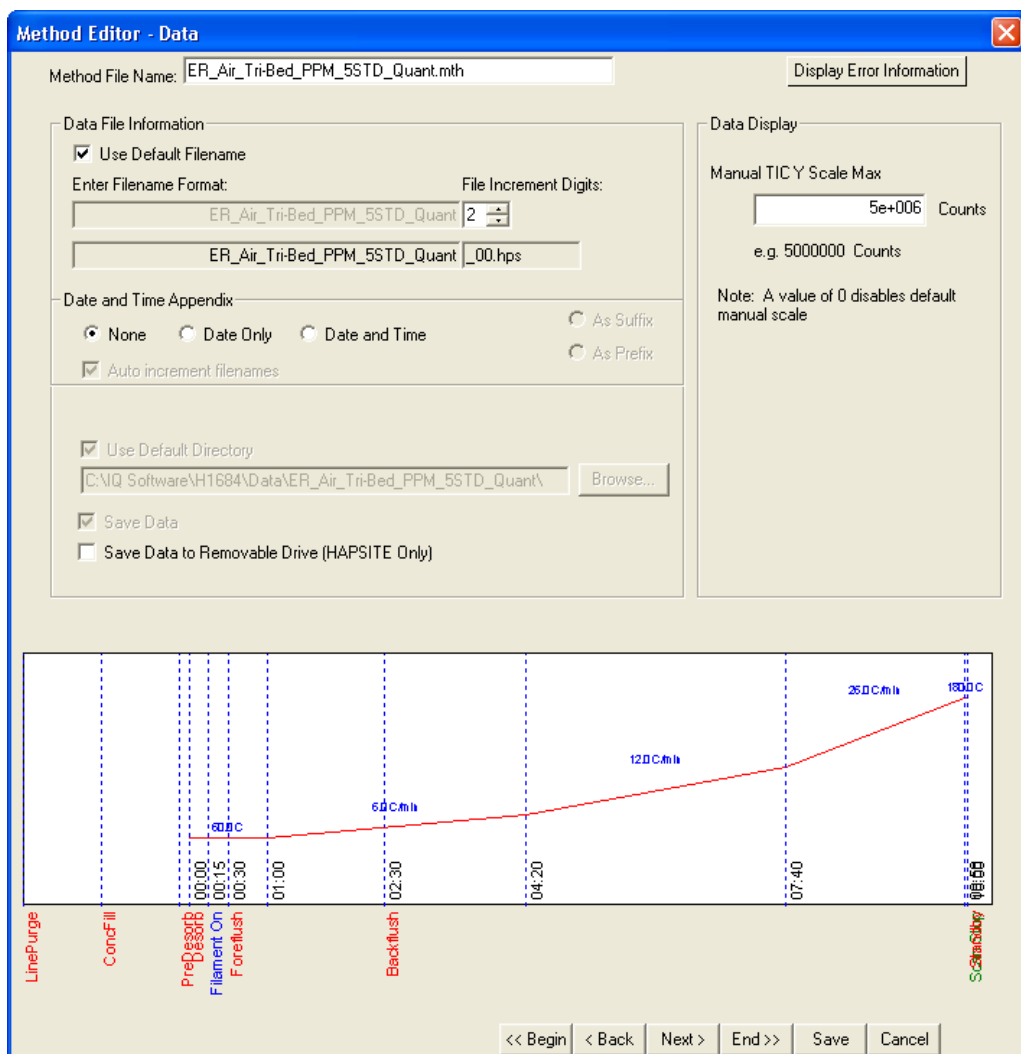 Method Editor - Data
Method File Name: ER_Air_Tri-Bed_PPM_5STD_Quant.mth
Display Error Information
Data File Information
Use Default Filename
Enter Filename Format: File Increment Digits:
ER_Air_Tri-Bed_PPM_5STD_Quant 2
ER_Air_Tri-Bed_PPM_5STD_Quant _00.hps
Date and Time Appendix
None Date Only Date and Time
As Suffix
As Prefix
Auto increment filenames
Use Default Directory
C:\IQ Software\H1684\Data\ER_Air_Tri-Bed_PPM_5STD_Quant\ Browse...
Save Data
Save Data to Removable Drive (HAPSITE Only)
Data Display
Manual TIC Y Scale Max
5e+006 Counts
e.g. 5000000 Counts
Note: A value of 0 disables default
manual scale
60.0 C
6.0 C/min
12.0 C/min
26.0 C/min
180.0 C
00:00
00:15
00:30
01:00
02:30
04:20
07:40
LinePurge
ConcFill
PreDesorb
Desorb
Filament On
Foreflush
Backflush
<< Begin < Back Next > End >> Save Cancel